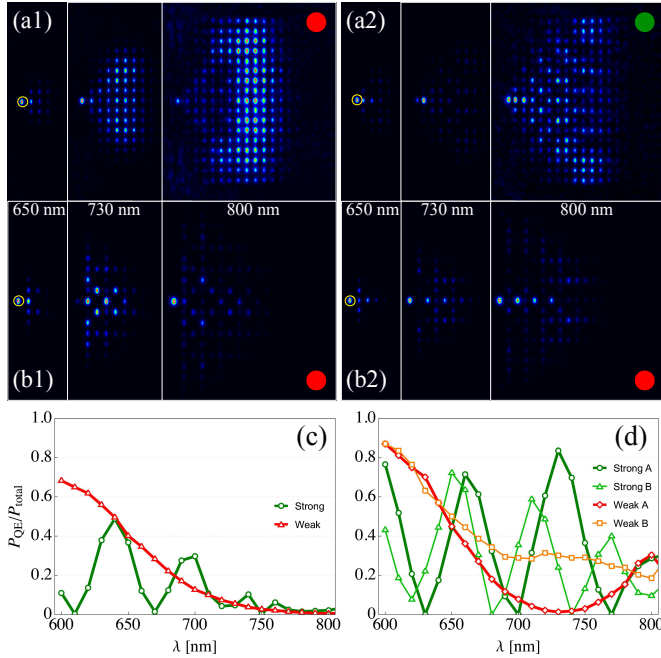 (a1) (a2)
650 nm 730 nm 800 nm 650 nm 730 nm 800 nm
(b1) (b2)
(c) (d)
P_QE/P_total
1.0 1.0
0.8 0.8
0.6 0.6
0.4 0.4
0.2 0.2
0 0
Strong
Weak
Strong A
Strong B
Weak A
Weak B
600 650 700 750 800 600 650 700 750 800
λ [nm] λ [nm]